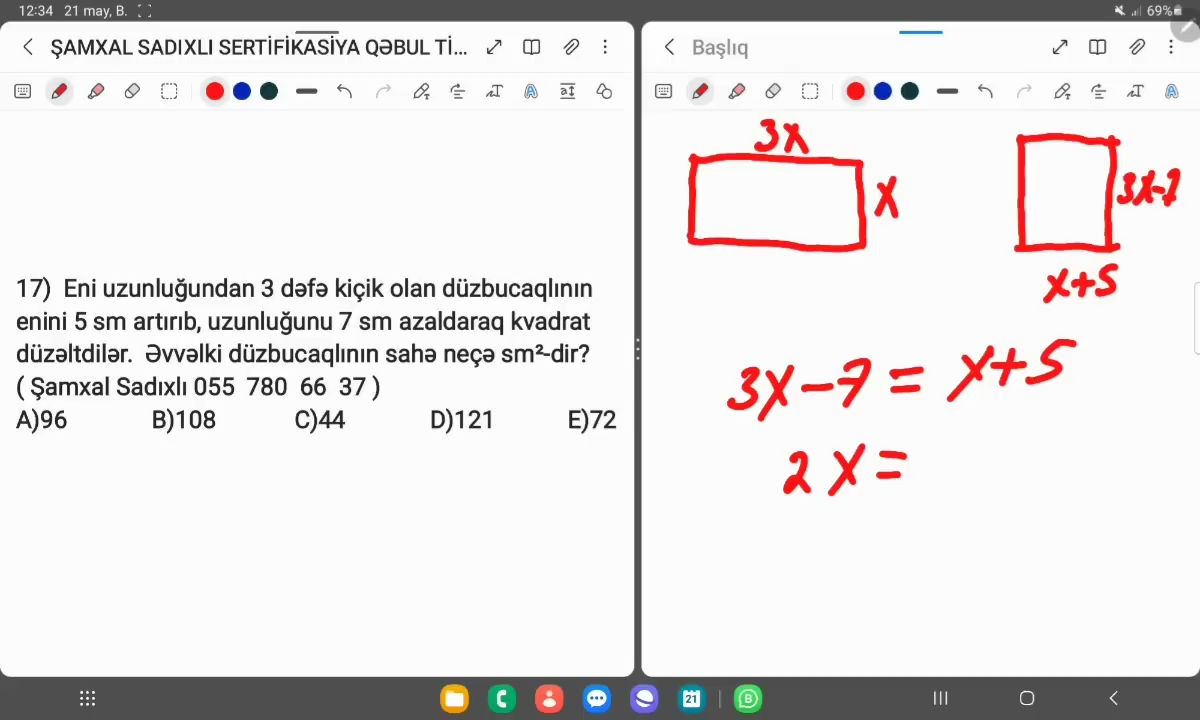 12:34 21 may, B. 69%
ŞAMXAL SADIXLI SERTİFİKASİYA QƏBUL Tİ...
17) Eni uzunluğundan 3 dəfə kiçik olan düzbucaqlının
enini 5 sm artırıb, uzunluğunu 7 sm azaldaraq kvadrat
düzəltdilər. Əvvəlki düzbucaqlının sahə neçə sm²-dir?
( Şamxal Sadıxlı 055 780 66 37 )
A)96 B)108 C)44 D)121 E)72
Başlıq
3x
x
3x-7
x+5
3x-7=x+5
2x=
21